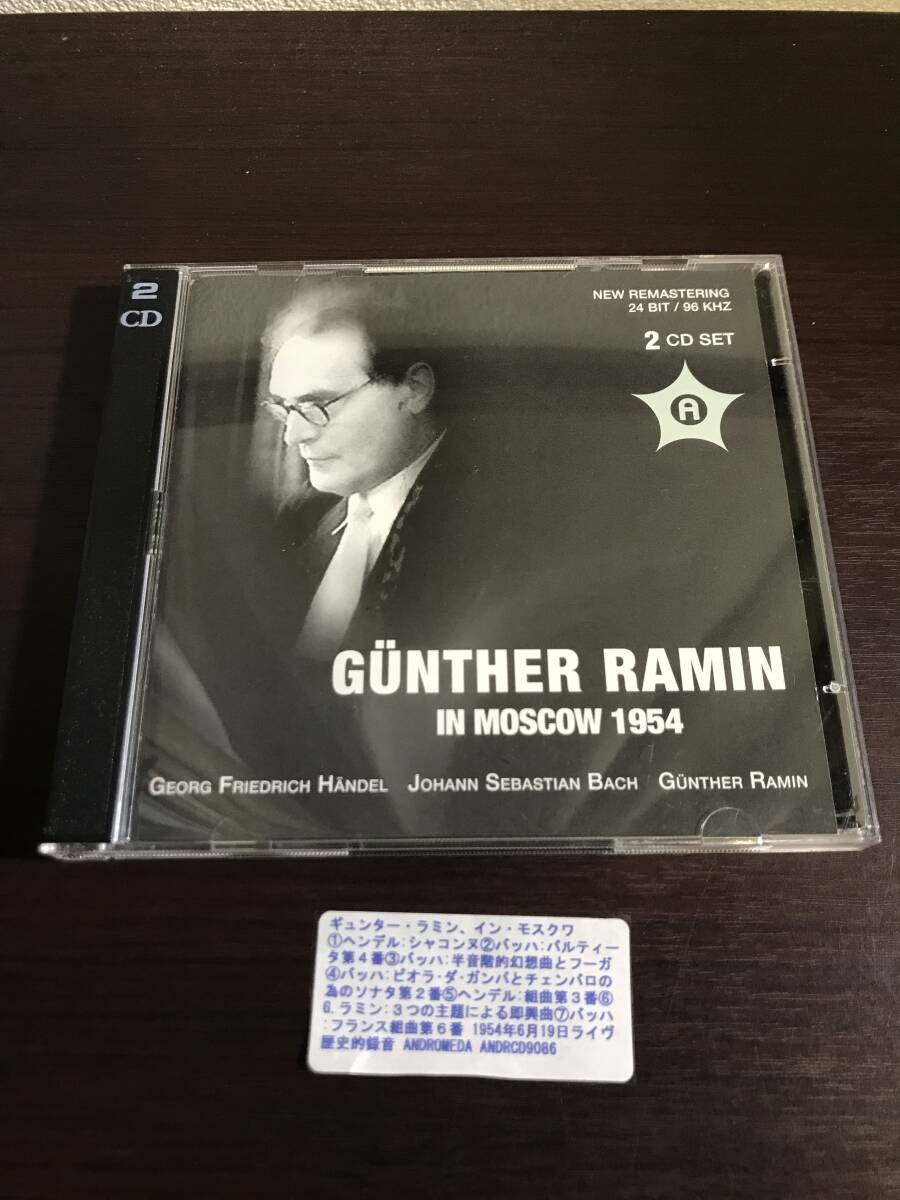 2
CD
NEW REMASTERING
24 BIT / 96 KHZ
2 CD SET
A
GÜNTHER RAMIN
IN MOSCOW 1954
GEORG FRIEDRICH HÄNDEL JOHANN SEBASTIAN BACH GÜNTHER RAMIN
ギュンター・ラミン、イン・モスクワ
①ヘンデル:シャコンヌ②バッハ:パルティー
タ第4番③バッハ:半音階的幻想曲とフーガ
④バッハ:ビオラ・ダ・ガンバとチェンバロの
為のソナタ第2番⑤ヘンデル:組曲第3番⑥
G.ラミン:3つの主題による即興曲⑦バッハ
:フランス組曲第6番 1954年6月19日ライヴ
歴史的録音 ANDROMEDA ANDRCD9086